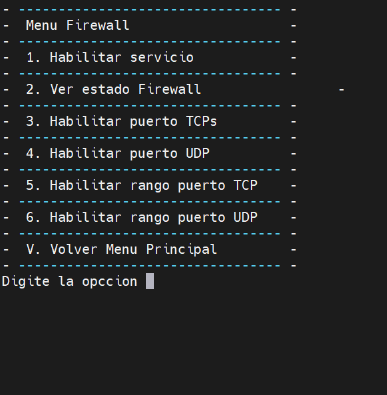 - --------------------------------- -
-  Menu Firewall                    -
- --------------------------------- -
-  1. Habilitar servicio            -
- --------------------------------- -
-  2. Ver estado Firewall                 -
- --------------------------------- -
-  3. Habilitar puerto TCPs         -
- --------------------------------- -
-  4. Habilitar puerto UDP          -
- --------------------------------- -
-  5. Habilitar rango puerto TCP    -
- --------------------------------- -
-  6. Habilitar rango puerto UDP    -
- --------------------------------- -
-  V. Volver Menu Principal         -
- --------------------------------- -
Digite la opccion